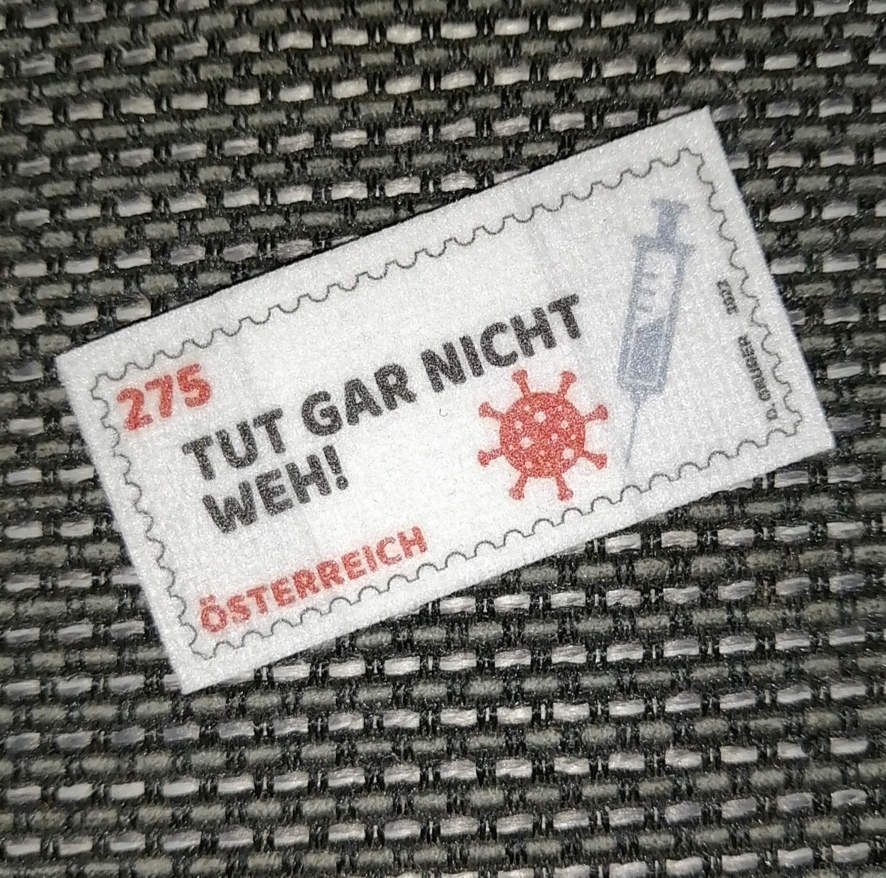 275
TUT GAR NICHT
WEH!
ÖSTERREICH
D. GRUBER 2022